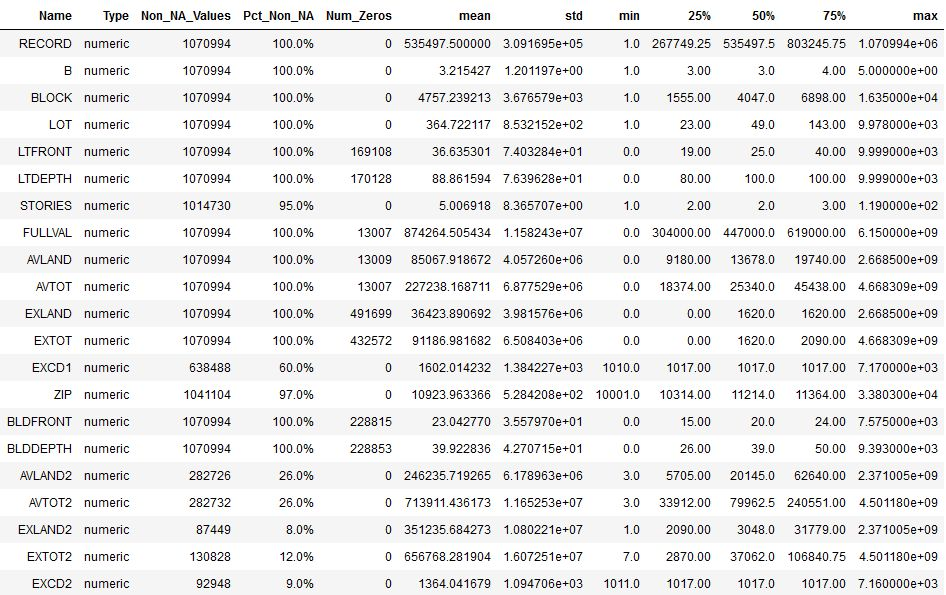 Name Type Non_NA_Values Pct_Non_NA Num_Zeros mean std min 25% 50% 75% max
RECORD numeric 1070994 100.0% 0 535497.500000 3.091695e+05 1.0 267749.25 535497.5 803245.75 1.070994e+06
B numeric 1070994 100.0% 0 3.215427 1.201197e+00 1.0 3.00 3.0 4.00 5.000000e+00
BLOCK numeric 1070994 100.0% 0 4757.239213 3.676579e+03 1.0 1555.00 4047.0 6898.00 1.635000e+04
LOT numeric 1070994 100.0% 0 364.722117 8.532152e+02 1.0 23.00 49.0 143.00 9.978000e+03
LTFRONT numeric 1070994 100.0% 169108 36.635301 7.403284e+01 0.0 19.00 25.0 40.00 9.999000e+03
LTDEPTH numeric 1070994 100.0% 170128 88.861594 7.639628e+01 0.0 80.00 100.0 100.00 9.999000e+03
STORIES numeric 1014730 95.0% 0 5.006918 8.365707e+00 1.0 2.00 2.0 3.00 1.190000e+02
FULLVAL numeric 1070994 100.0% 13007 874264.505434 1.158243e+07 0.0 304000.00 447000.0 619000.00 6.150000e+09
AVLAND numeric 1070994 100.0% 13009 85067.918672 4.057260e+06 0.0 9180.00 13678.0 19740.00 2.668500e+09
AVTOT numeric 1070994 100.0% 13007 227238.168711 6.877529e+06 0.0 18374.00 25340.0 45438.00 4.668309e+09
EXLAND numeric 1070994 100.0% 491699 36423.890692 3.981576e+06 0.0 0.00 1620.0 1620.00 2.668500e+09
EXTOT numeric 1070994 100.0% 432572 91186.981682 6.508403e+06 0.0 0.00 1620.0 2090.00 4.668309e+09
EXCD1 numeric 638488 60.0% 0 1602.014232 1.384227e+03 1010.0 1017.00 1017.0 1017.00 7.170000e+03
ZIP numeric 1041104 97.0% 0 10923.963366 5.284208e+02 10001.0 10314.00 11214.0 11364.00 3.380300e+04
BLDFRONT numeric 1070994 100.0% 228815 23.042770 3.557970e+01 0.0 15.00 20.0 24.00 7.575000e+03
BLDDEPTH numeric 1070994 100.0% 228853 39.922836 4.270715e+01 0.0 26.00 39.0 50.00 9.393000e+03
AVLAND2 numeric 282726 26.0% 0 246235.719265 6.178963e+06 3.0 5705.00 20145.0 62640.00 2.371005e+09
AVTOT2 numeric 282732 26.0% 0 713911.436173 1.165253e+07 3.0 33912.00 79962.5 240551.00 4.501180e+09
EXLAND2 numeric 87449 8.0% 0 351235.684273 1.080221e+07 1.0 2090.00 3048.0 31779.00 2.371005e+09
EXTOT2 numeric 130828 12.0% 0 656768.281904 1.607251e+07 7.0 2870.00 37062.0 106840.75 4.501180e+09
EXCD2 numeric 92948 9.0% 0 1364.041679 1.094706e+03 1011.0 1017.00 1017.0 1017.00 7.160000e+03